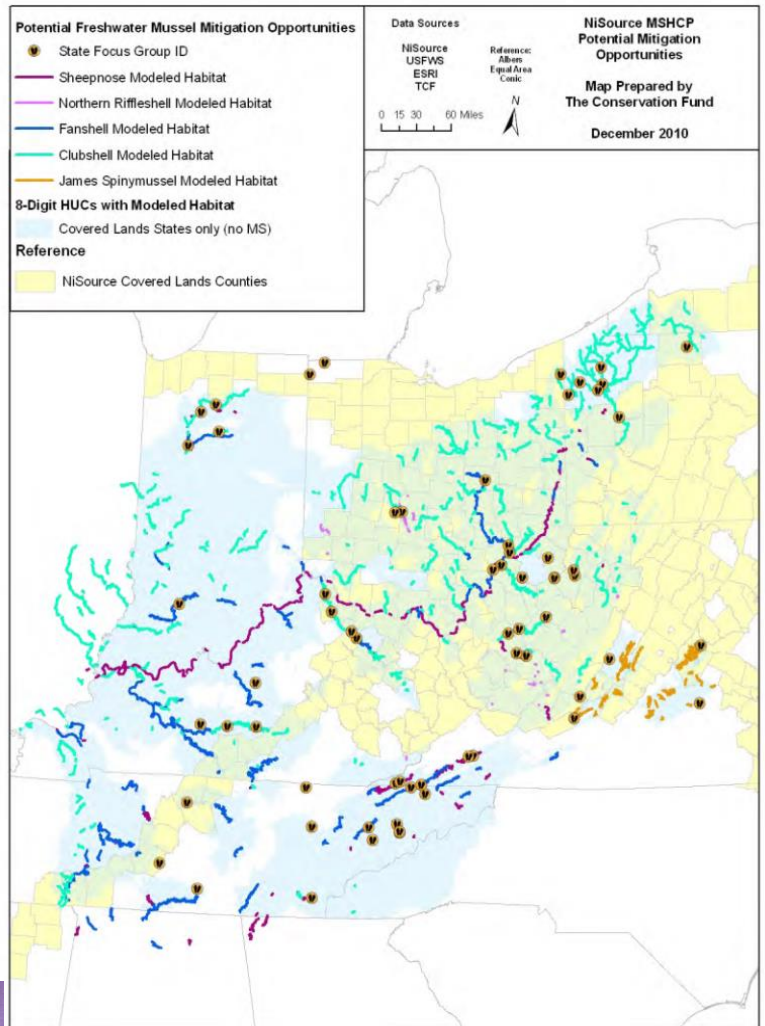 Potential Freshwater Mussel Mitigation Opportunities
State Focus Group ID
Sheepnose Modeled Habitat
Northern Riffleshell Modeled Habitat
Fanshell Modeled Habitat
Clubshell Modeled Habitat
James Spinymussel Modeled Habitat
8-Digit HUCs with Modeled Habitat
Covered Lands States only (no MS)
Reference
NiSource Covered Lands Counties
Data Sources
NiSource
USFWS
ESRI
TCF
Reference:
Albers
Equal Area
Conic
0 15 30 60 Miles
N
NiSource MSHCP
Potential Mitigation
Opportunities
Map Prepared by
The Conservation Fund
December 2010